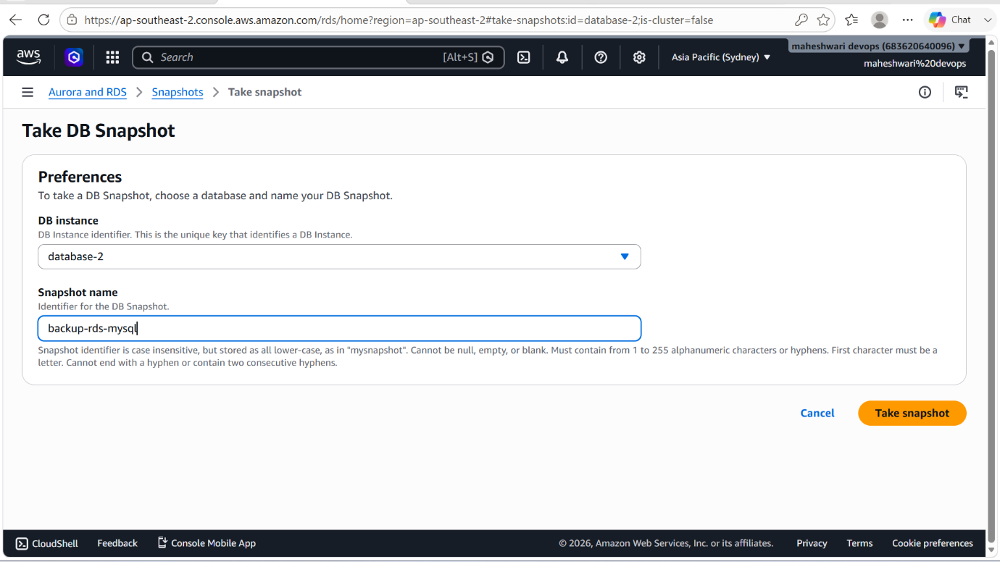 https://ap-southeast-2.console.aws.amazon.com/rds/home?region=ap-southeast-2#take-snapshots:id=database-2;is-cluster=false
Chat
aws
Search
[Alt+S]
Asia Pacific (Sydney)
maheshwari devops (683620640096)
maheshwari%20devops
Aurora and RDS
Snapshots
Take snapshot
Take DB Snapshot
Preferences
To take a DB Snapshot, choose a database and name your DB Snapshot.
DB instance
DB Instance identifier. This is the unique key that identifies a DB Instance.
database-2
Snapshot name
Identifier for the DB Snapshot.
backup-rds-mysql
Snapshot identifier is case insensitive, but stored as all lower-case, as in "mysnapshot". Cannot be null, empty, or blank. Must contain from 1 to 255 alphanumeric characters or hyphens. First character must be a
letter. Cannot end with a hyphen or contain two consecutive hyphens.
Cancel
Take snapshot
CloudShell
Feedback
Console Mobile App
© 2026, Amazon Web Services, Inc. or its affiliates.
Privacy
Terms
Cookie preferences